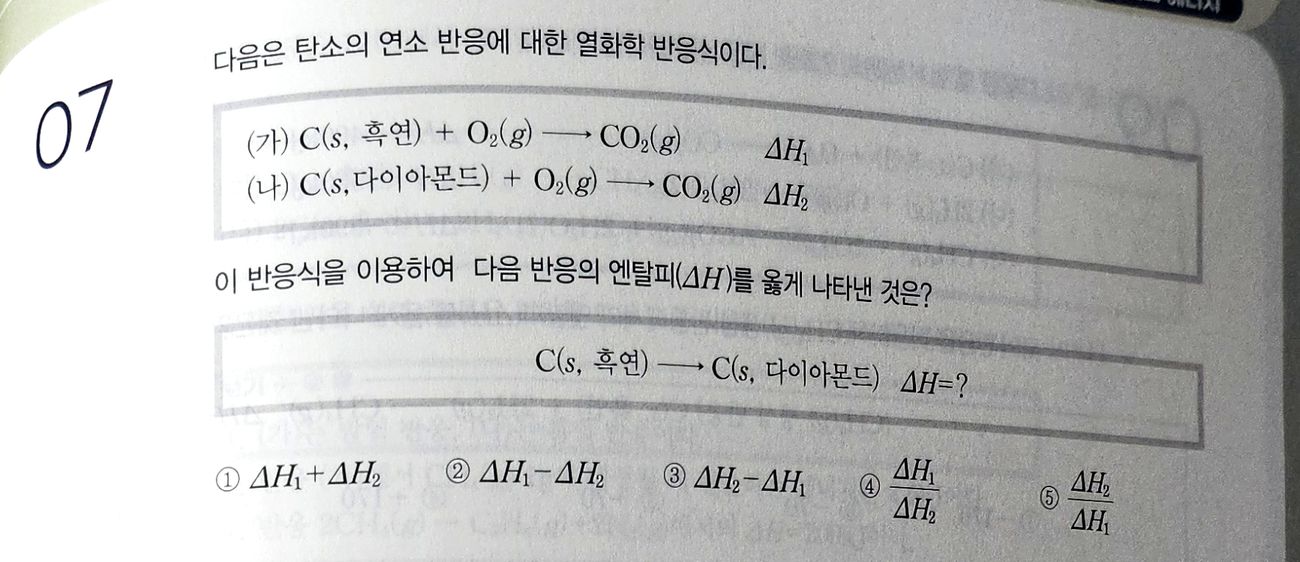 07
다음은 탄소의 연소 반응에 대한 열화학 반응식이다.
(가) C(s, 흑연) + O₂(g) ⟶ CO₂(g) ΔH₁
(나) C(s,다이아몬드) + O₂(g) ⟶ CO₂(g) ΔH₂
이 반응식을 이용하여 다음 반응의 엔탈피(ΔH)를 옳게 나타낸 것은?
C(s, 흑연) ⟶ C(s, 다이아몬드) ΔH=?
① ΔH₁+ΔH₂ ② ΔH₁−ΔH₂ ③ ΔH₂−ΔH₁ ④ ΔH₁/ΔH₂ ⑤ ΔH₂/ΔH₁